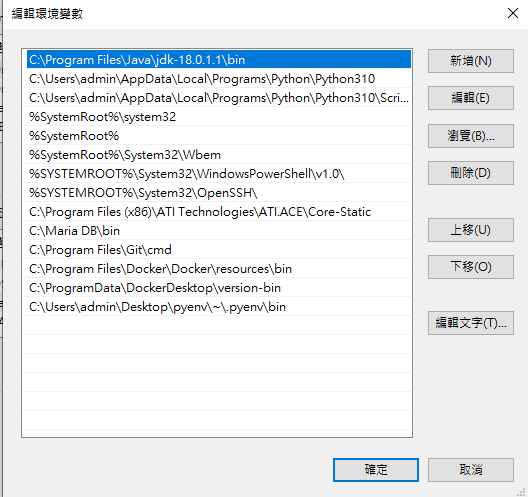 編輯環境變數
C:\Program Files\Java\jdk-18.0.1.1\bin
C:\Users\admin\AppData\Local\Programs\Python\Python310
C:\Users\admin\AppData\Local\Programs\Python\Python310\Scri...
%SystemRoot%\system32
%SystemRoot%
%SystemRoot%\System32\Wbem
%SYSTEMROOT%\System32\WindowsPowerShell\v1.0\
%SYSTEMROOT%\System32\OpenSSH\
C:\Program Files (x86)\ATI Technologies\ATI.ACE\Core-Static
C:\Maria DB\bin
C:\Program Files\Git\cmd
C:\Program Files\Docker\Docker\resources\bin
C:\ProgramData\DockerDesktop\version-bin
C:\Users\admin\Desktop\pyenv\~\.pyenv\bin
新增(N)
編輯(E)
瀏覽(B)...
刪除(D)
上移(U)
下移(O)
編輯文字(T)...
確定
取消